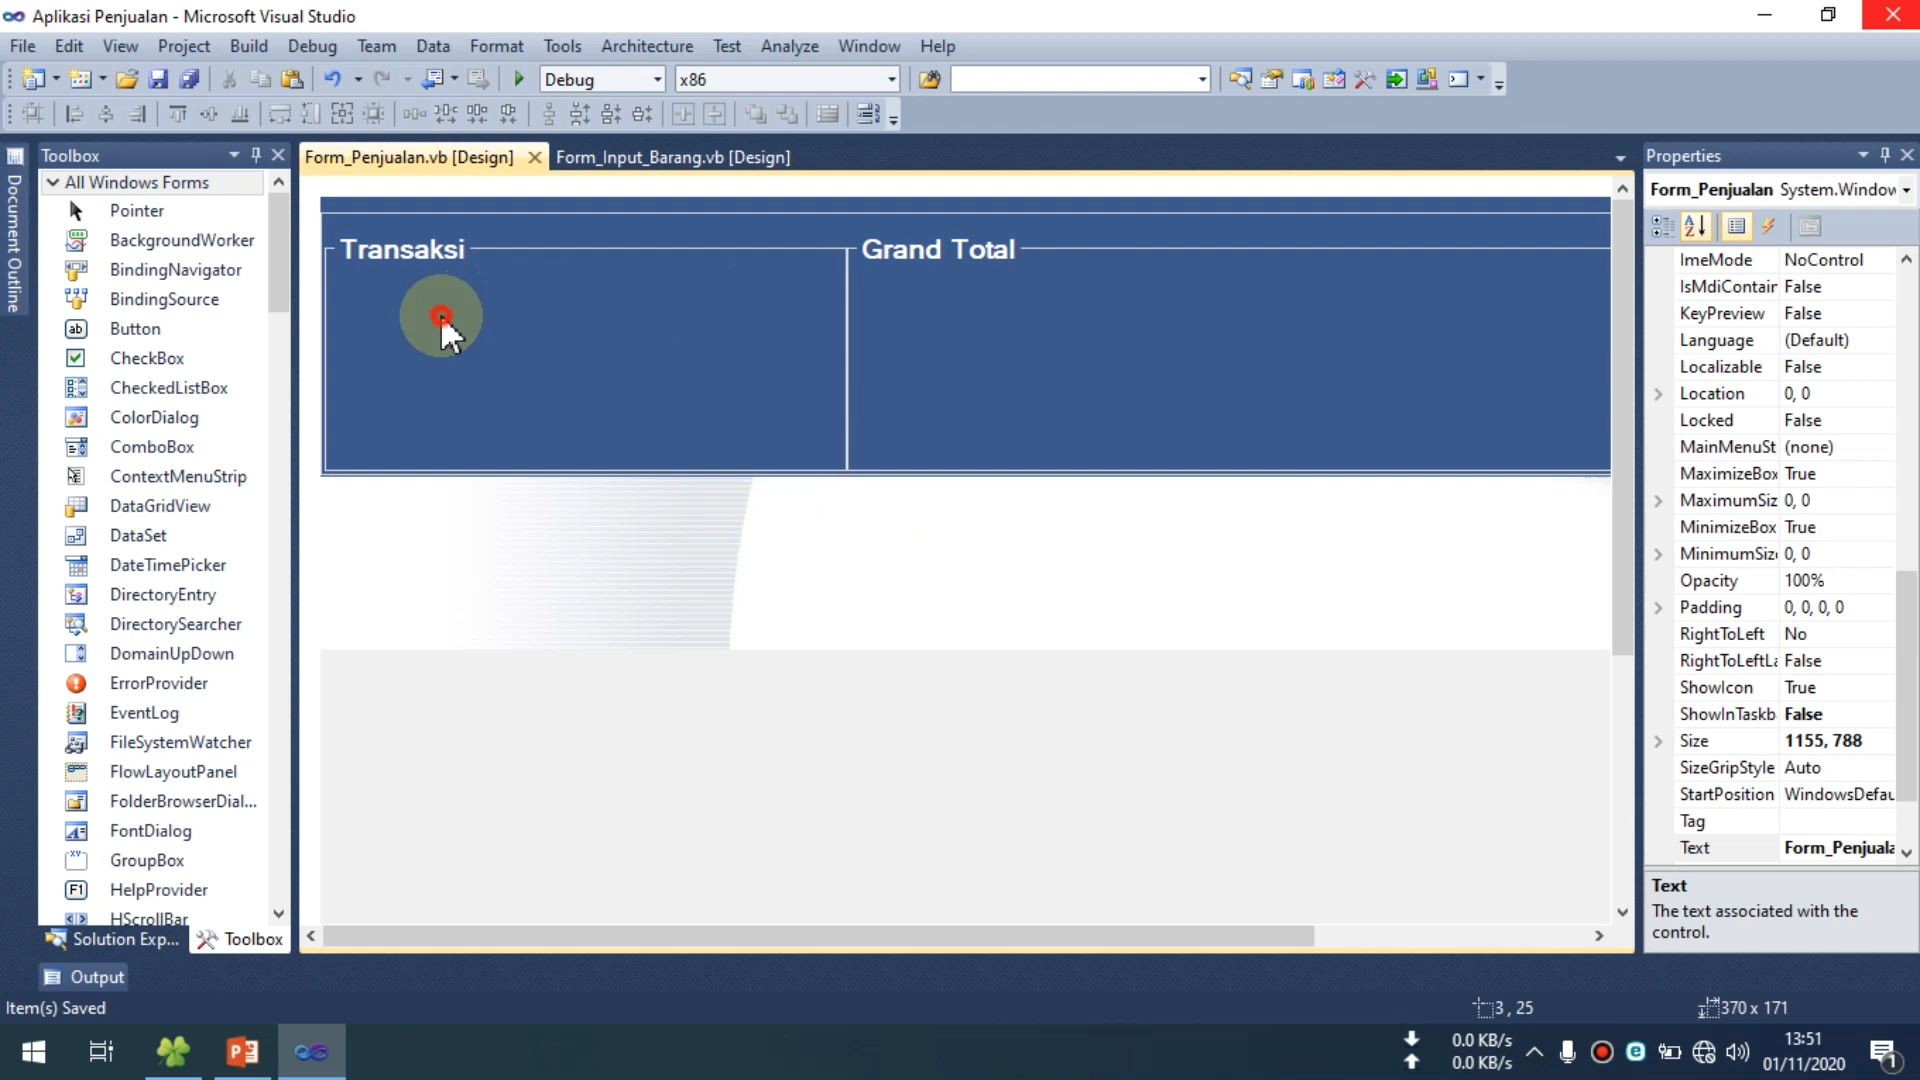 Aplikasi Penjualan - Microsoft Visual Studio
File Edit View Project Build Debug Team Data Format Tools Architecture Test Analyze Window Help
Debug x86
Document Outline
Toolbox
All Windows Forms
Pointer
BackgroundWorker
BindingNavigator
BindingSource
Button
CheckBox
CheckedListBox
ColorDialog
ComboBox
ContextMenuStrip
DataGridView
DataSet
DateTimePicker
DirectoryEntry
DirectorySearcher
DomainUpDown
ErrorProvider
EventLog
FileSystemWatcher
FlowLayoutPanel
FolderBrowserDial...
FontDialog
GroupBox
HelpProvider
HScrollBar
Solution Exp... Toolbox
Output
Form_Penjualan.vb [Design] Form_Input_Barang.vb [Design]
Transaksi Grand Total
Properties
Form_Penjualan System.Window
ImeMode NoControl
IsMdiContain False
KeyPreview False
Language (Default)
Localizable False
Location 0, 0
Locked False
MainMenuSt (none)
MaximizeBox True
MaximumSiz 0, 0
MinimizeBox True
MinimumSiz 0, 0
Opacity 100%
Padding 0, 0, 0, 0
RightToLeft No
RightToLeftLa False
ShowIcon True
ShowInTaskb False
Size 1155, 788
SizeGripStyle Auto
StartPosition WindowsDefau
Tag
Text Form_Penjuala
Text
The text associated with the
control.
Item(s) Saved 3 , 25 370 x 171
0.0 KB/s
0.0 KB/s
13:51
01/11/2020
1